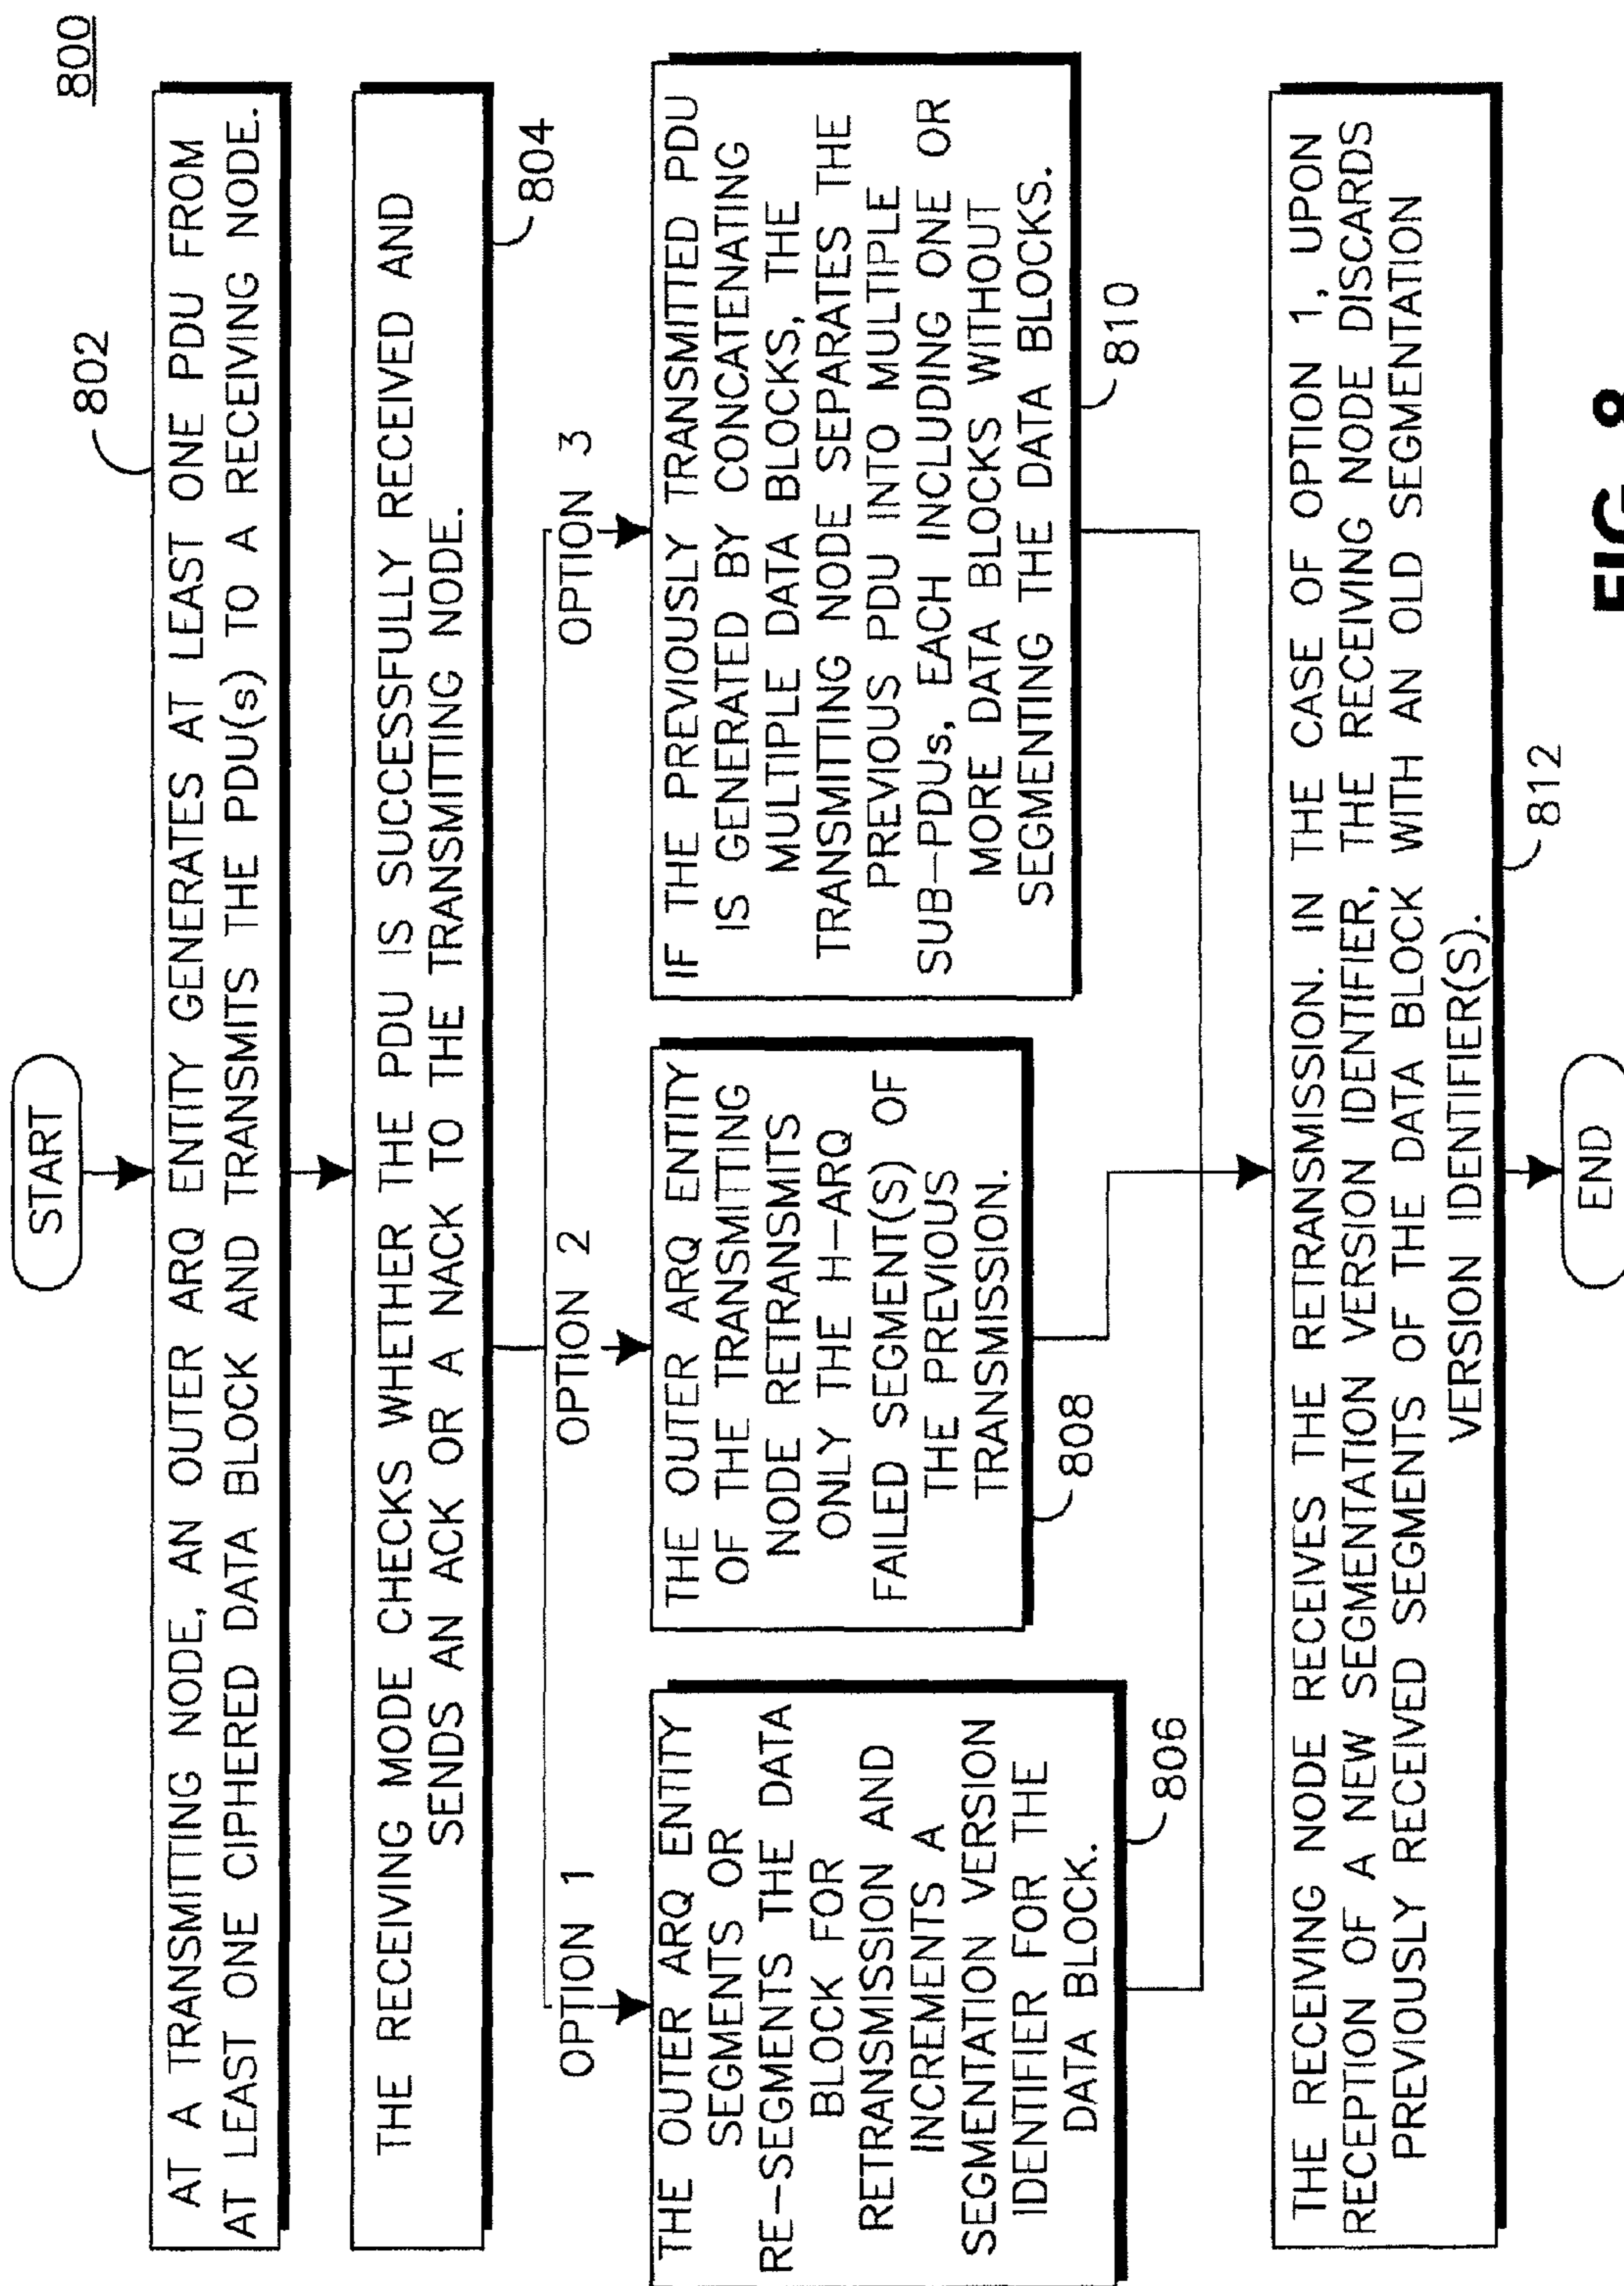 800
START
802
AT A TRANSMITTING NODE, AN OUTER ARQ ENTITY GENERATES AT LEAST ONE PDU FROM
AT LEAST ONE CIPHERED DATA BLOCK AND TRANSMITS THE PDU(s) TO A RECEIVING NODE.
THE RECEIVING MODE CHECKS WHETHER THE PDU IS SUCCESSFULLY RECEIVED AND
SENDS AN ACK OR A NACK TO THE TRANSMITTING NODE.
804
OPTION 1
THE OUTER ARQ ENTITY
SEGMENTS OR
RE-SEGMENTS THE DATA
BLOCK FOR
RETRANSMISSION AND
INCREMENTS A
SEGMENTATION VERSION
IDENTIFIER FOR THE
DATA BLOCK.
806
OPTION 2
THE OUTER ARQ ENTITY
OF THE TRANSMITTING
NODE RETRANSMITS
ONLY THE H-ARQ
FAILED SEGMENT(S) OF
THE PREVIOUS
TRANSMISSION.
808
OPTION 3
IF THE PREVIOUSLY TRANSMITTED PDU
IS GENERATED BY CONCATENATING
MULTIPLE DATA BLOCKS, THE
TRANSMITTING NODE SEPARATES THE
PREVIOUS PDU INTO MULTIPLE
SUB-PDUs, EACH INCLUDING ONE OR
MORE DATA BLOCKS WITHOUT
SEGMENTING THE DATA BLOCKS.
810
THE RECEIVING NODE RECEIVES THE RETRANSMISSION. IN THE CASE OF OPTION 1, UPON
RECEPTION OF A NEW SEGMENTATION VERSION IDENTIFIER, THE RECEIVING NODE DISCARDS
PREVIOUSLY RECEIVED SEGMENTS OF THE DATA BLOCK WITH AN OLD SEGMENTATION
VERSION IDENTIFIER(S).
812
END
FIG. 8